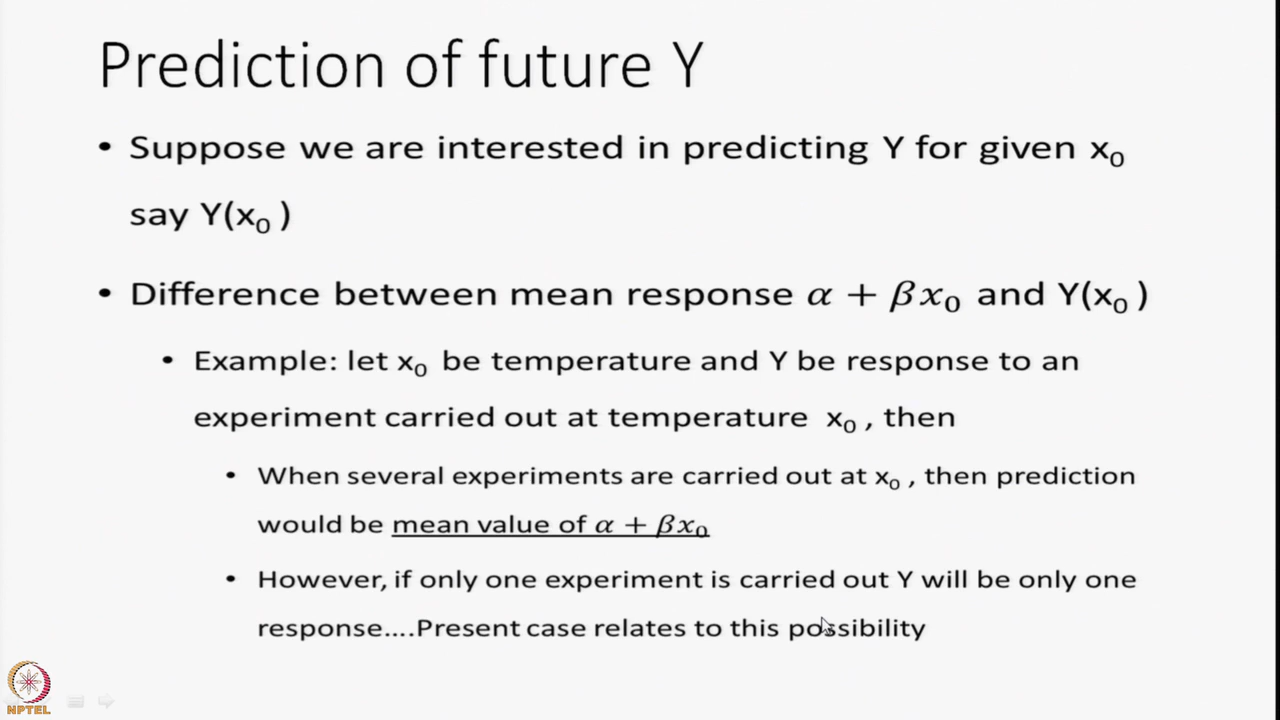 Prediction of future Y
• Suppose we are interested in predicting Y for given x₀
say Y(x₀ )
• Difference between mean response α + βx₀ and Y(x₀ )
• Example: let x₀ be temperature and Y be response to an
experiment carried out at temperature x₀ , then
• When several experiments are carried out at x₀ , then prediction
would be mean value of α + βx₀
• However, if only one experiment is carried out Y will be only one
response....Present case relates to this possibility
NPTEL